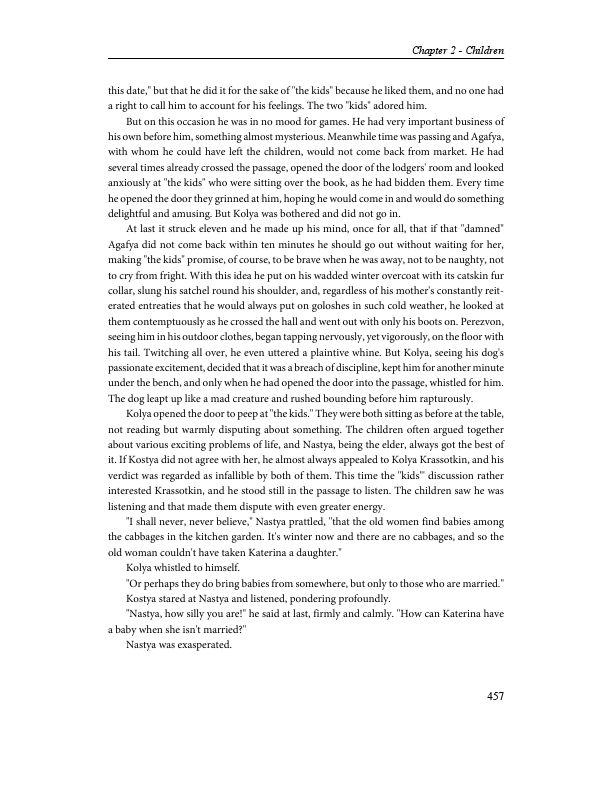 Chapter 2 - Children
this date," but that he did it for the sake of "the kids" because he liked them, and no one had
a right to call him to account for his feelings. The two "kids" adored him.
But on this occasion he was in no mood for games. He had very important business of
his own before him, something almost mysterious. Meanwhile time was passing and Agafya,
with whom he could have left the children, would not come back from market. He had
several times already crossed the passage, opened the door of the lodgers' room and looked
anxiously at "the kids" who were sitting over the book, as he had bidden them. Every time
he opened the door they grinned at him, hoping he would come in and would do something
delightful and amusing. But Kolya was bothered and did not go in.
At last it struck eleven and he made up his mind, once for all, that if that "damned"
Agafya did not come back within ten minutes he should go out without waiting for her,
making "the kids" promise, of course, to be brave when he was away, not to be naughty, not
to cry from fright. With this idea he put on his wadded winter overcoat with its catskin fur
collar, slung his satchel round his shoulder, and, regardless of his mother's constantly reit-
erated entreaties that he would always put on goloshes in such cold weather, he looked at
them contemptuously as he crossed the hall and went out with only his boots on. Perezvon,
seeing him in his outdoor clothes, began tapping nervously, yet vigorously, on the floor with
his tail. Twitching all over, he even uttered a plaintive whine. But Kolya, seeing his dog's
passionate excitement, decided that it was a breach of discipline, kept him for another minute
under the bench, and only when he had opened the door into the passage, whistled for him.
The dog leapt up like a mad creature and rushed bounding before him rapturously.
Kolya opened the door to peep at "the kids." They were both sitting as before at the table,
not reading but warmly disputing about something. The children often argued together
about various exciting problems of life, and Nastya, being the elder, always got the best of
it. If Kostya did not agree with her, he almost always appealed to Kolya Krassotkin, and his
verdict was regarded as infallible by both of them. This time the "kids'" discussion rather
interested Krassotkin, and he stood still in the passage to listen. The children saw he was
listening and that made them dispute with even greater energy.
"I shall never, never believe," Nastya prattled, "that the old women find babies among
the cabbages in the kitchen garden. It's winter now and there are no cabbages, and so the
old woman couldn't have taken Katerina a daughter."
Kolya whistled to himself.
"Or perhaps they do bring babies from somewhere, but only to those who are married."
Kostya stared at Nastya and listened, pondering profoundly.
"Nastya, how silly you are!" he said at last, firmly and calmly. "How can Katerina have
a baby when she isn't married?"
Nastya was exasperated.
457